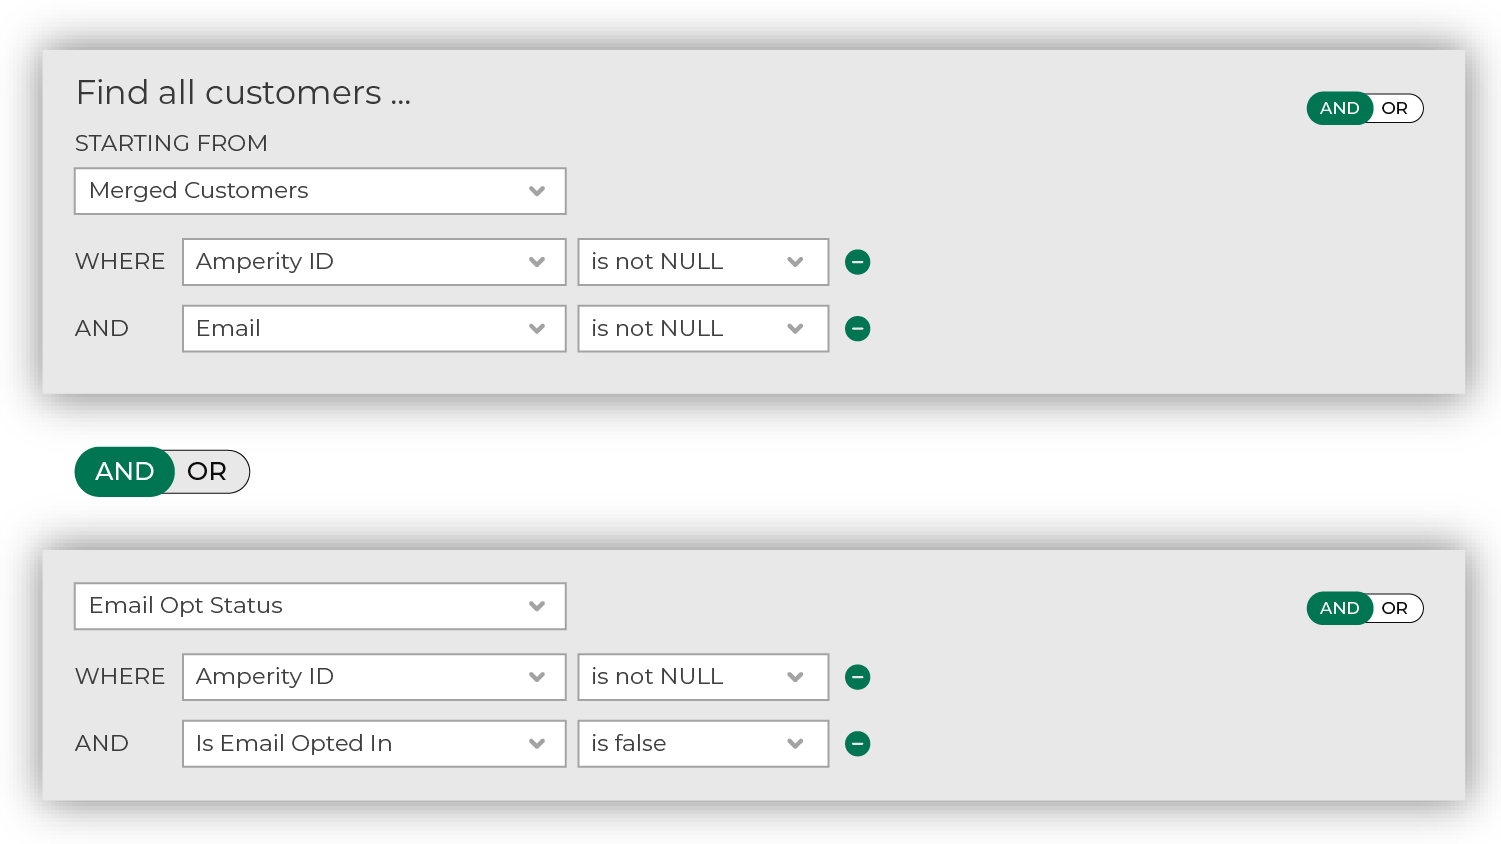 Find all customers ...
AND OR
STARTING FROM
Merged Customers
WHERE Amperity ID is not NULL
AND Email is not NULL
AND OR
Email Opt Status
AND OR
WHERE Amperity ID is not NULL
AND Is Email Opted In is false